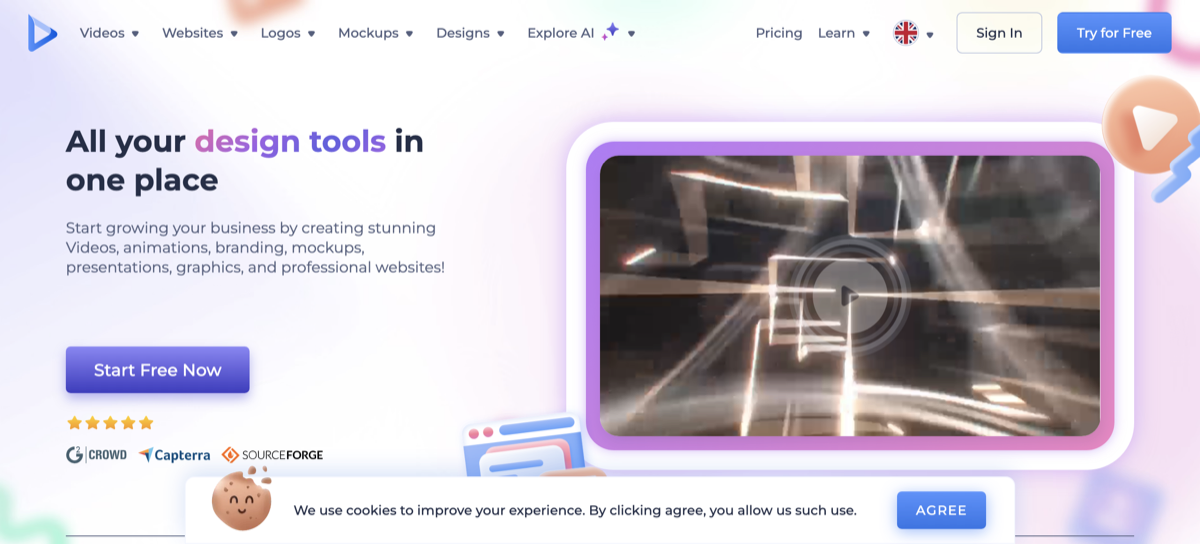 Videos Websites Logos Mockups Designs Explore AI Pricing Learn Sign In Try for Free
All your design tools in
one place
Start growing your business by creating stunning
Videos, animations, branding, mockups,
presentations, graphics, and professional websites!
Start Free Now
G2 CROWD Capterra SOURCEFORGE
We use cookies to improve your experience. By clicking agree, you allow us such use. AGREE